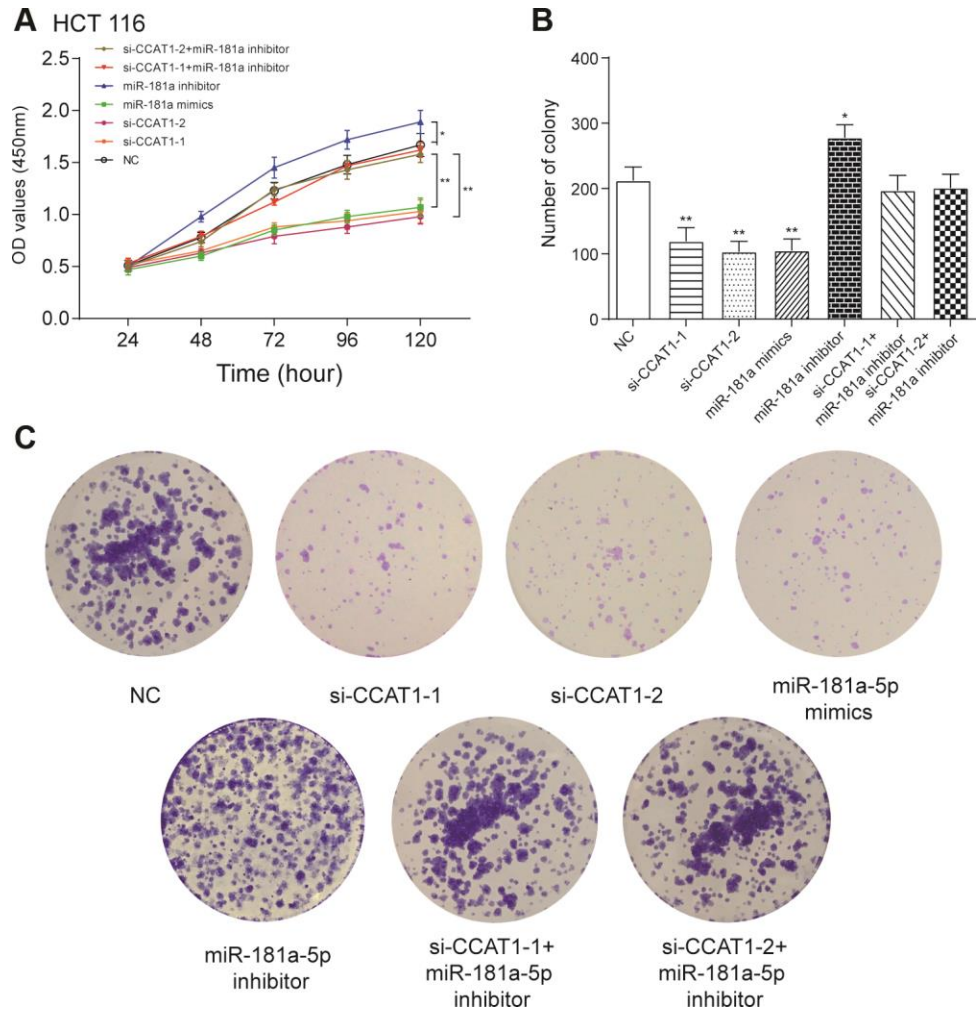 A HCT 116
si-CCAT1-2+miR-181a inhibitor
si-CCAT1-1+miR-181a inhibitor
miR-181a inhibitor
miR-181a mimics
si-CCAT1-2
si-CCAT1-1
NC
OD values (450nm)
2.5
2.0
1.5
1.0
0.5
0.0
*
**
**
24 48 72 96 120
Time (hour)
B
Number of colony
400
300
200
100
0
** ** ** *
NC
si-CCAT1-1
si-CCAT1-2
miR-181a mimics
miR-181a inhibitor
si-CCAT1-1+
miR-181a inhibitor
si-CCAT1-2+
miR-181a inhibitor
C
NC
si-CCAT1-1
si-CCAT1-2
miR-181a-5p
mimics
miR-181a-5p
inhibitor
si-CCAT1-1+
miR-181a-5p
inhibitor
si-CCAT1-2+
miR-181a-5p
inhibitor